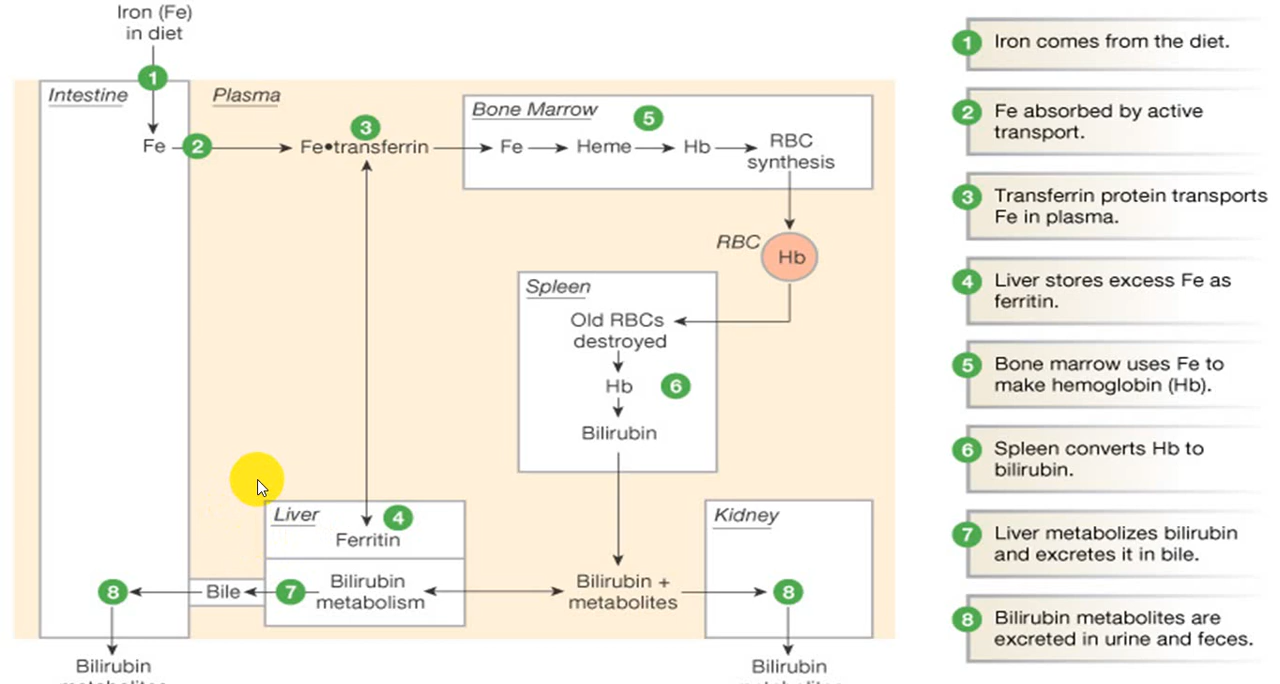 Iron (Fe)
in diet
1
Intestine
Plasma
Bone Marrow
5
3
Fe
2
Fe•transferrin
Fe
Heme
Hb
RBC
synthesis
RBC
Hb
Spleen
Old RBCs
destroyed
Hb
6
Bilirubin
Liver
4
Ferritin
Kidney
8
Bile
7
Bilirubin
metabolism
Bilirubin +
metabolites
8
Bilirubin
metabolites
Bilirubin
metabolites
1 Iron comes from the diet.
2 Fe absorbed by active
transport.
3 Transferrin protein transports
Fe in plasma.
4 Liver stores excess Fe as
ferritin.
5 Bone marrow uses Fe to
make hemoglobin (Hb).
6 Spleen converts Hb to
bilirubin.
7 Liver metabolizes bilirubin
and excretes it in bile.
8 Bilirubin metabolites are
excreted in urine and feces.